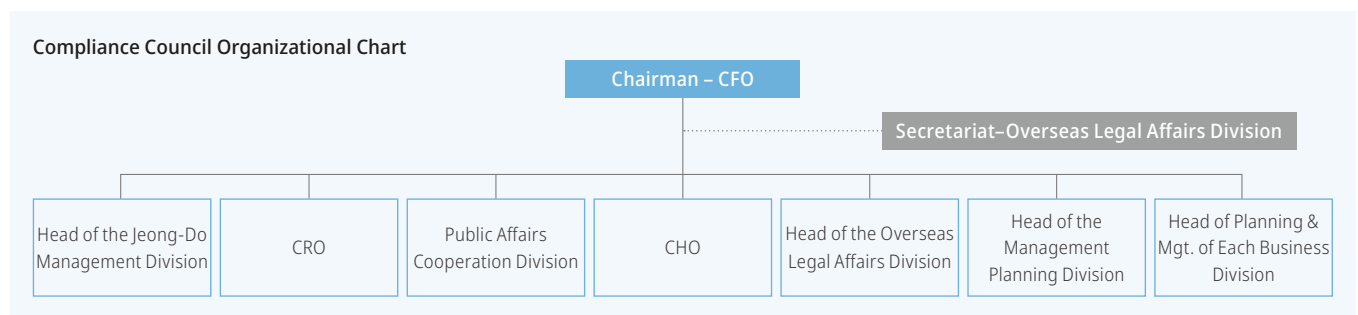 Compliance Council Organizational Chart
Chairman – CFO
Secretariat–Overseas Legal Affairs Division
Head of the Jeong-Do
Management Division
CRO
Public Affairs
Cooperation Division
CHO
Head of the Overseas
Legal Affairs Division
Head of the
Management
Planning Division
Head of Planning &
Mgt. of Each Business
Division